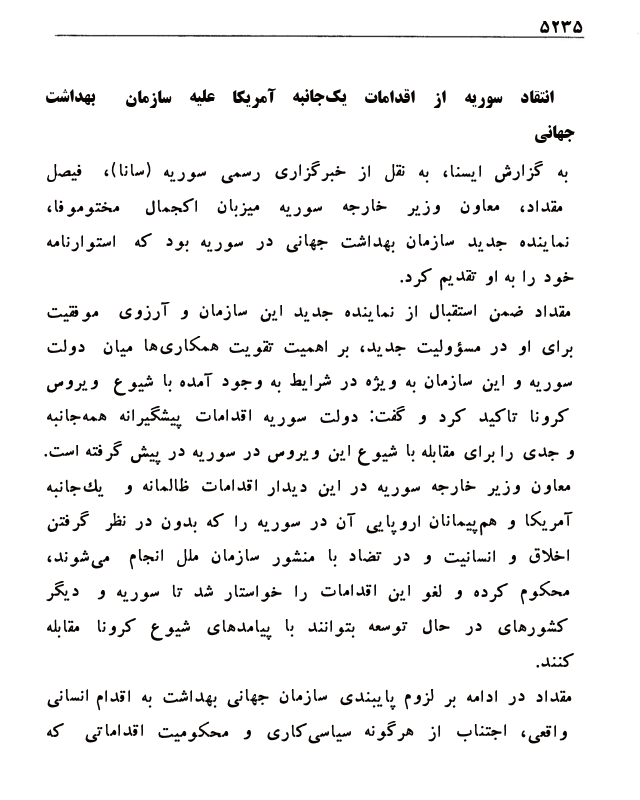 ۵۲۳۵
انتقاد سوریه از اقدامات یک‌جانبه آمریکا علیه سازمان بهداشت
جهانی
به گزارش ایسنا، به نقل از خبرگزاری رسمی سوریه (سانا)، فیصل
مقداد، معاون وزیر خارجه سوریه میزبان اکجمال مختوموفا،
نماینده جدید سازمان بهداشت جهانی در سوریه بود که استوارنامه
خود را به او تقدیم کرد.
مقداد ضمن استقبال از نماینده جدید این سازمان و آرزوی موفقیت
برای او در مسؤولیت جدید، بر اهمیت تقویت همکاری‌ها میان دولت
سوریه و این سازمان به ویژه در شرایط به وجود آمده با شیوع ویروس
کرونا تاکید کرد و گفت: دولت سوریه اقدامات پیشگیرانه همه‌جانبه
و جدی را برای مقابله با شیوع این ویروس در سوریه در پیش گرفته است.
معاون وزیر خارجه سوریه در این دیدار اقدامات ظالمانه و یك‌جانبه
آمریکا و هم‌پیمانان اروپایی آن در سوریه را که بدون در نظر گرفتن
اخلاق و انسانیت و در تضاد با منشور سازمان ملل انجام می‌شوند،
محکوم کرده و لغو این اقدامات را خواستار شد تا سوریه و دیگر
کشورهای در حال توسعه بتوانند با پیامدهای شیوع کرونا مقابله
کنند.
مقداد در ادامه بر لزوم پایبندی سازمان جهانی بهداشت به اقدام انسانی
واقعی، اجتناب از هرگونه سیاسی‌کاری و محکومیت اقداماتی که